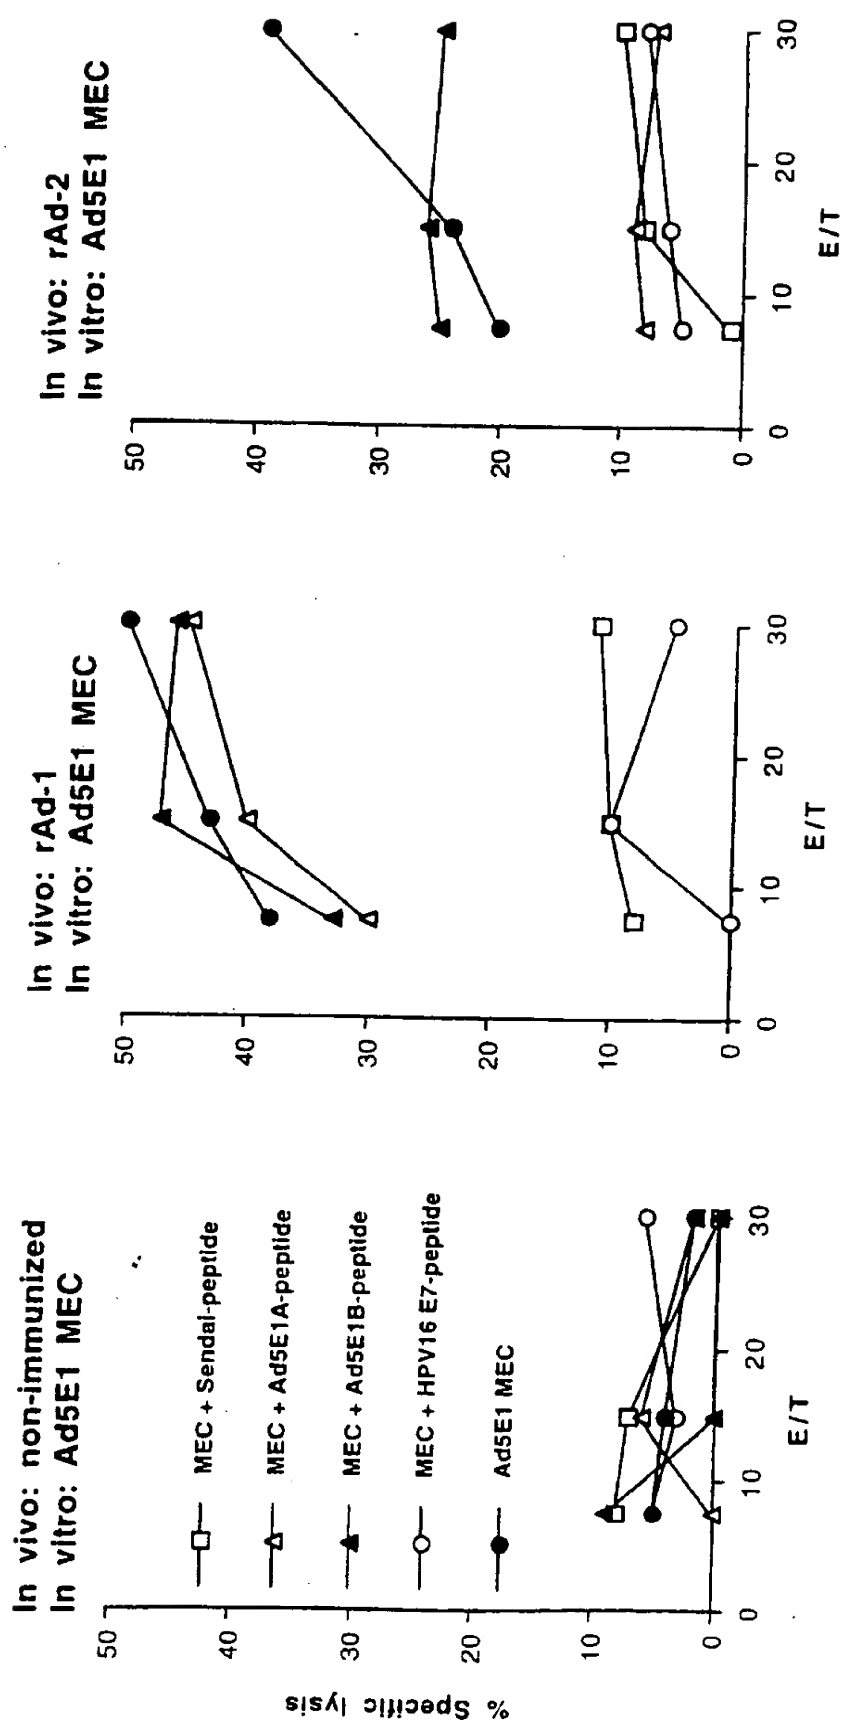 In vivo: non-immunized
In vitro: Ad5E1 MEC
% Specific lysis
50
40
30
20
10
0
MEC + Sendai-peptide
MEC + Ad5E1A-peptide
MEC + Ad5E1B-peptide
MEC + HPV16 E7-peptide
Ad5E1 MEC
0
10
20
30
E/T
In vivo: rAd-1
In vitro: Ad5E1 MEC
50
40
30
20
10
0
0
10
20
30
E/T
In vivo: rAd-2
In vitro: Ad5E1 MEC
50
40
30
20
10
0
0
10
20
30
E/T